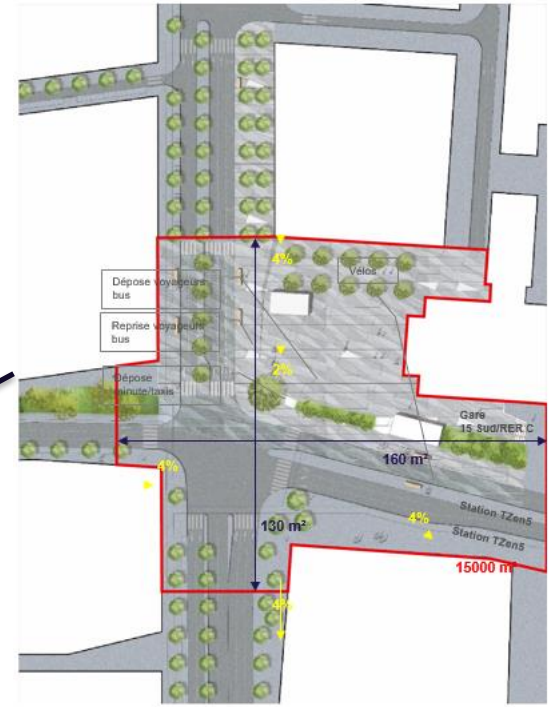 4%
Vélos
Dépose voyageurs
bus
Reprise voyageurs
bus
2%
Dépose
minute/taxis
Gare
15 Sud/RER C
160 m²
4%
130 m²
4%
Station TZen5
Station TZen5
15000 m²
4%